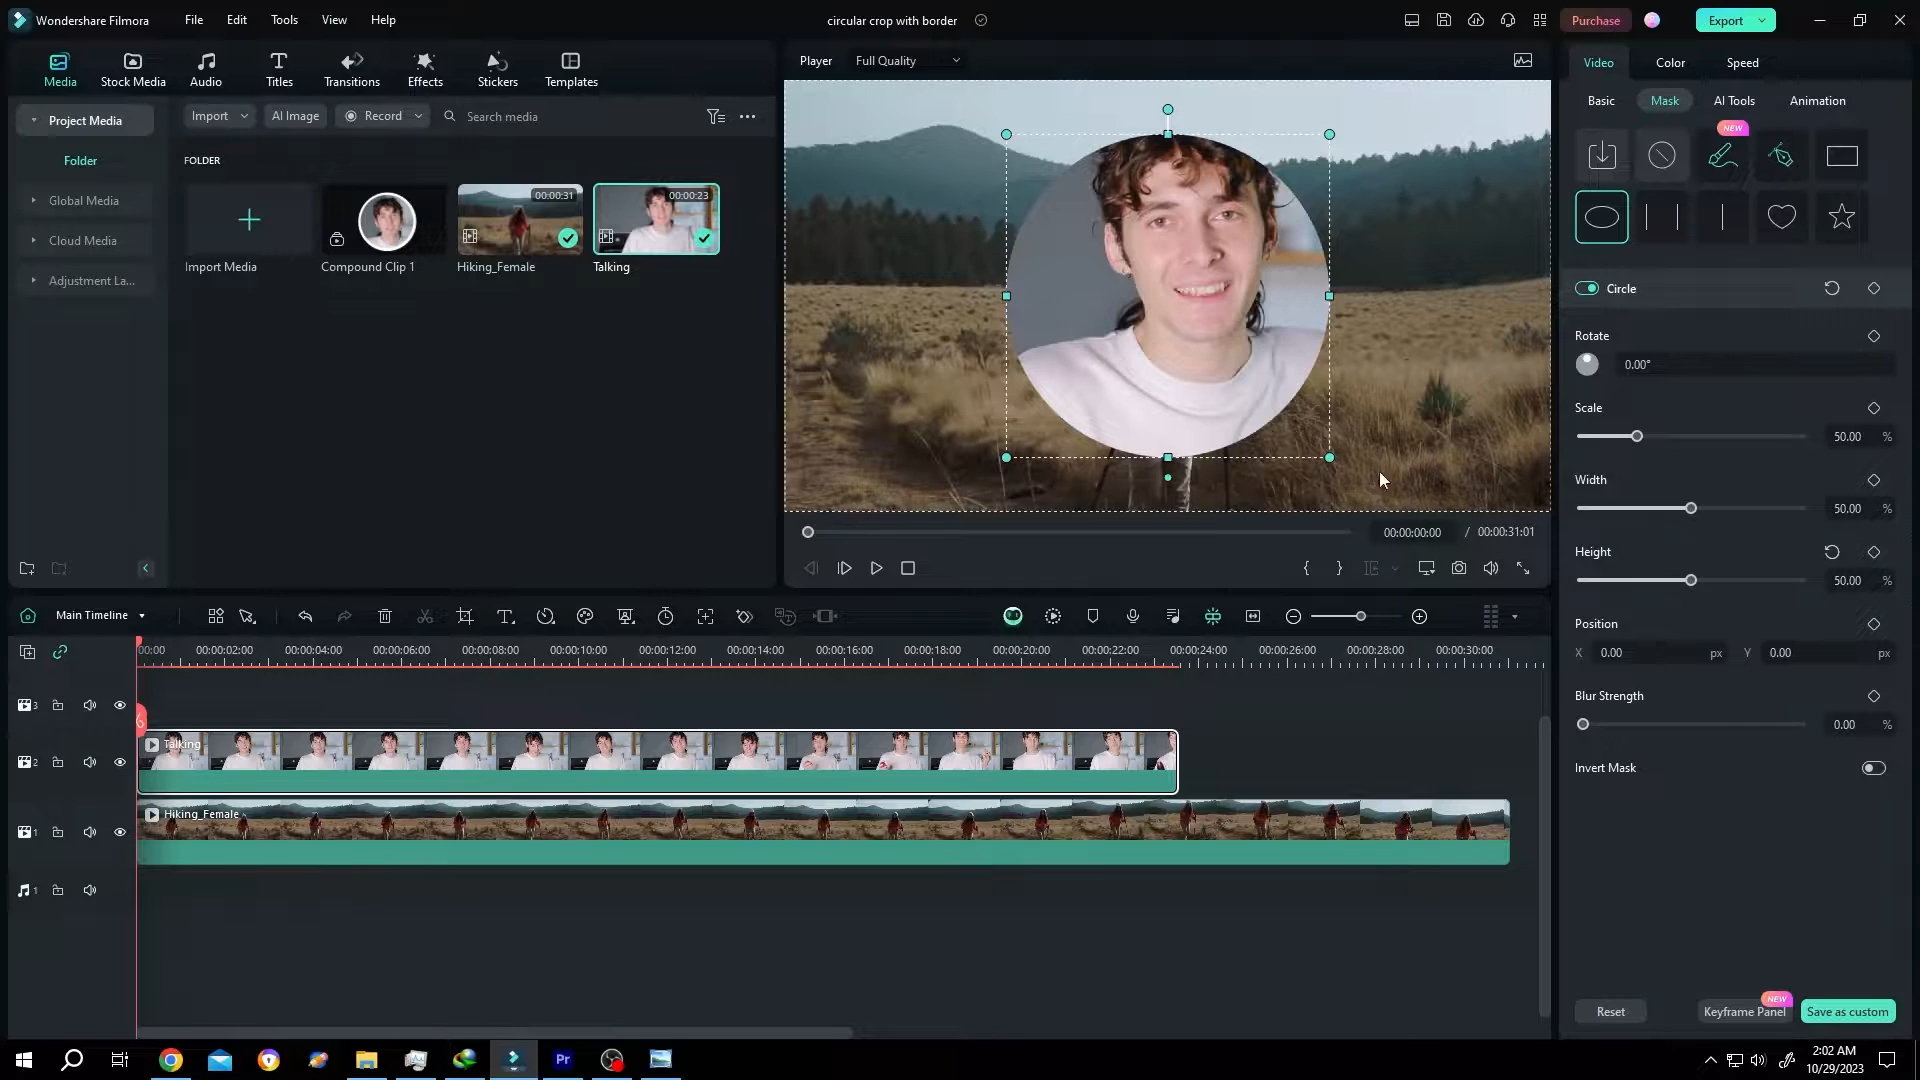 Wondershare Filmora
File
Edit
Tools
View
Help
circular crop with border
Purchase
Export
Media
Stock Media
Audio
Titles
Transitions
Effects
Stickers
Templates
Player
Full Quality
Video
Color
Speed
Basic
Mask
AI Tools
Animation
NEW
Project Media
Folder
Global Media
Cloud Media
Adjustment La...
Import
AI Image
Record
Search media
FOLDER
00:00:31
00:00:23
Import Media
Compound Clip 1
Hiking_Female
Talking
Circle
Rotate
0.00°
Scale
50.00 %
Width
50.00 %
Height
50.00 %
Position
X 0.00 px Y 0.00 px
Blur Strength
0.00 %
Invert Mask
00:00:00:00 / 00:00:31:01
Main Timeline
00:00 00:00:02:00 00:00:04:00 00:00:06:00 00:00:08:00 00:00:10:00 00:00:12:00 00:00:14:00 00:00:16:00 00:00:18:00 00:00:20:00 00:00:22:00 00:00:24:00 00:00:26:00 00:00:28:00 00:00:30:00
3
Talking
2
Hiking_Female
1
1
Reset
Keyframe Panel
NEW
Save as custom
Pr
2:02 AM
10/29/2023